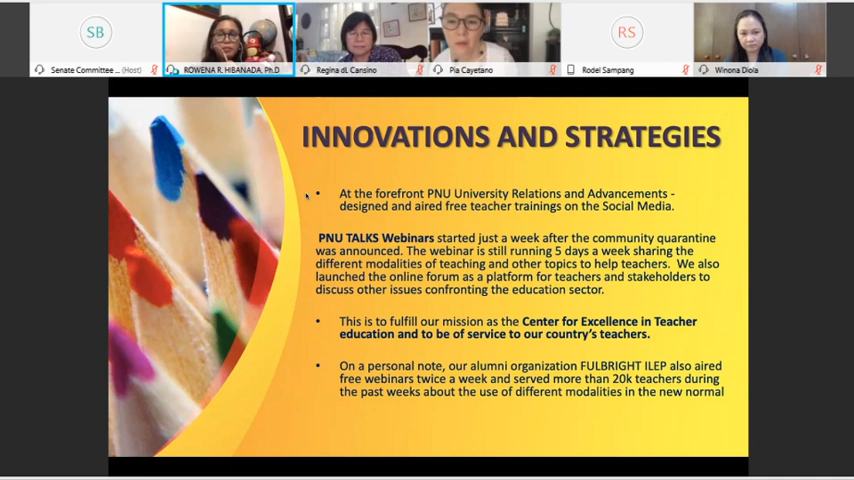 SB
RS
Senate Committee ... (Host)
ROWENA R. HIBANADA, Ph.D
Regina dL Cansino
Pia Cayetano
Rodel Sampang
Winona Diola
INNOVATIONS AND STRATEGIES
• At the forefront PNU University Relations and Advancements -
designed and aired free teacher trainings on the Social Media.
PNU TALKS Webinars started just a week after the community quarantine
was announced. The webinar is still running 5 days a week sharing the
different modalities of teaching and other topics to help teachers. We also
launched the online forum as a platform for teachers and stakeholders to
discuss other issues confronting the education sector.
• This is to fulfill our mission as the Center for Excellence in Teacher
education and to be of service to our country's teachers.
• On a personal note, our alumni organization FULBRIGHT ILEP also aired
free webinars twice a week and served more than 20k teachers during
the past weeks about the use of different modalities in the new normal